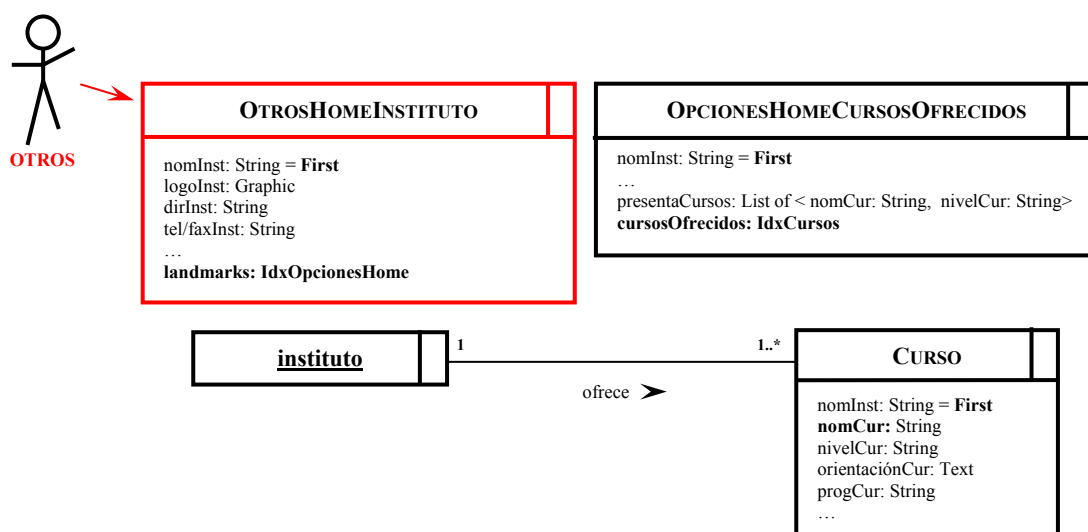 OTROS
OTROSHOMEINSTITUTO
nomInst: String = First
logoInst: Graphic
dirInst: String
tel/faxInst: String
…
landmarks: IdxOpcionesHome
OPCIONESHOMECURSOSOFRECIDOS
nomInst: String = First
…
presentaCursos: List of < nomCur: String, nivelCur: String>
cursosOfrecidos: IdxCursos
instituto
1
1..*
ofrece
CURSO
nomInst: String = First
nomCur: String
nivelCur: String
orientaciónCur: Text
progCur: String
…